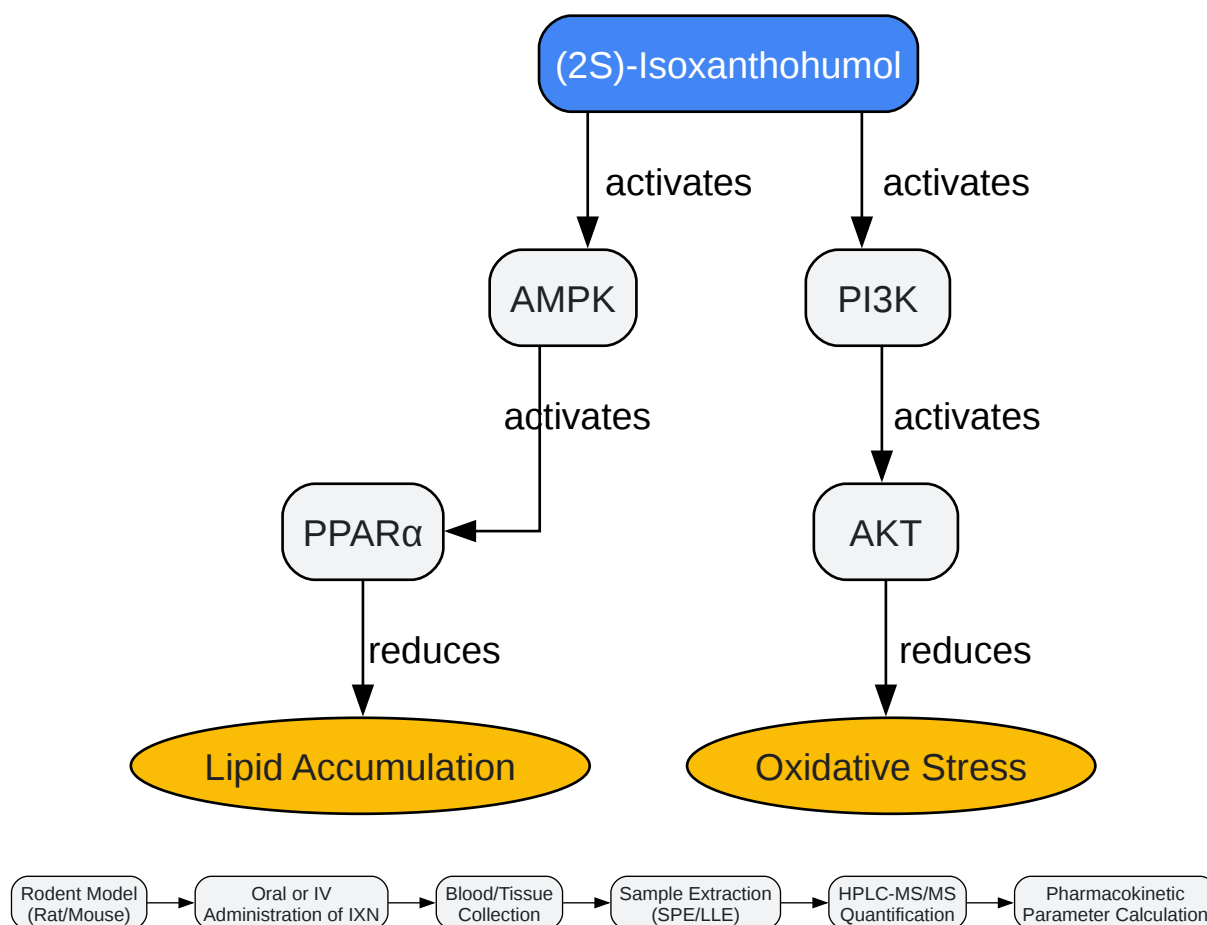 (2S)-Isoxanthohumol
activates
activates
AMPK
PI3K
activates
activates
PPARα
AKT
reduces
reduces
Lipid Accumulation
Oxidative Stress
Rodent Model
(Rat/Mouse)
Oral or IV
Administration of IXN
Blood/Tissue
Collection
Sample Extraction
(SPE/LLE)
HPLC-MS/MS
Quantification
Pharmacokinetic
Parameter Calculation